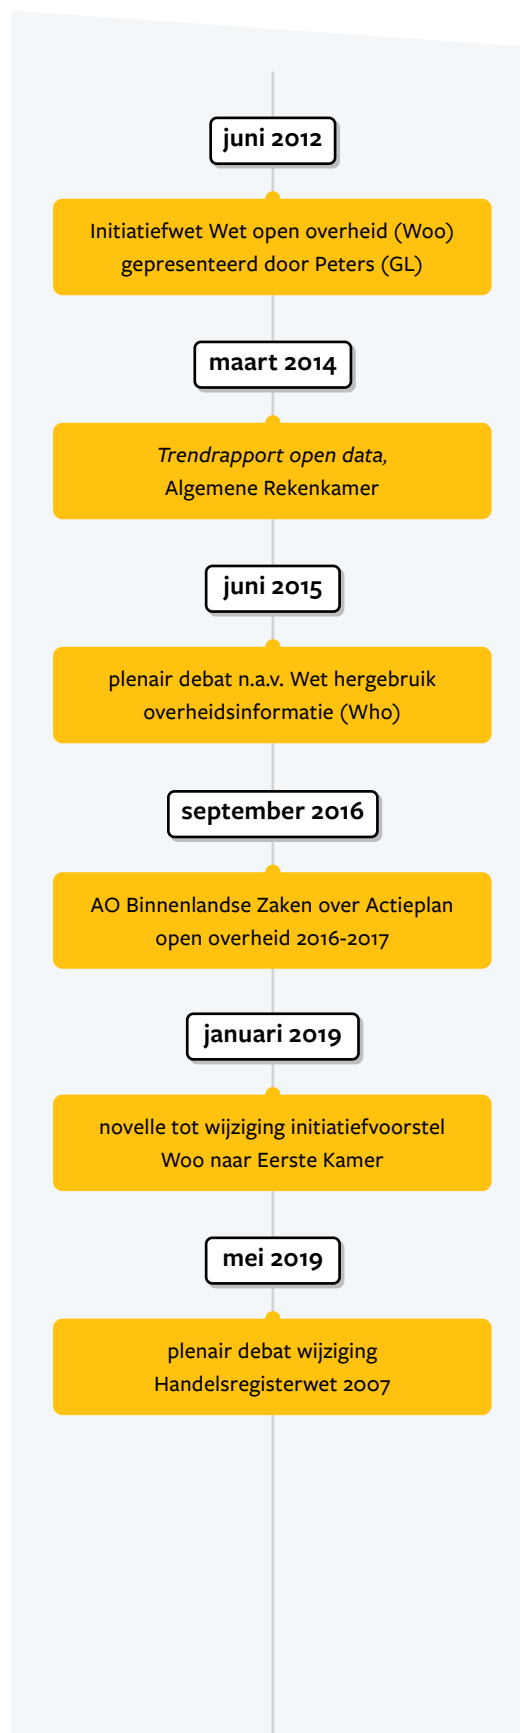 juni 2012
Initiatiefwet Wet open overheid (Woo)
gepresenteerd door Peters (GL)
maart 2014
Trendrapport open data,
Algemene Rekenkamer
juni 2015
plenair debat n.a.v. Wet hergebruik
overheidsinformatie (Who)
september 2016
AO Binnenlandse Zaken over Actieplan
open overheid 2016-2017
januari 2019
novelle tot wijziging initiatiefvoorstel
Woo naar Eerste Kamer
mei 2019
plenair debat wijziging
Handelsregisterwet 2007